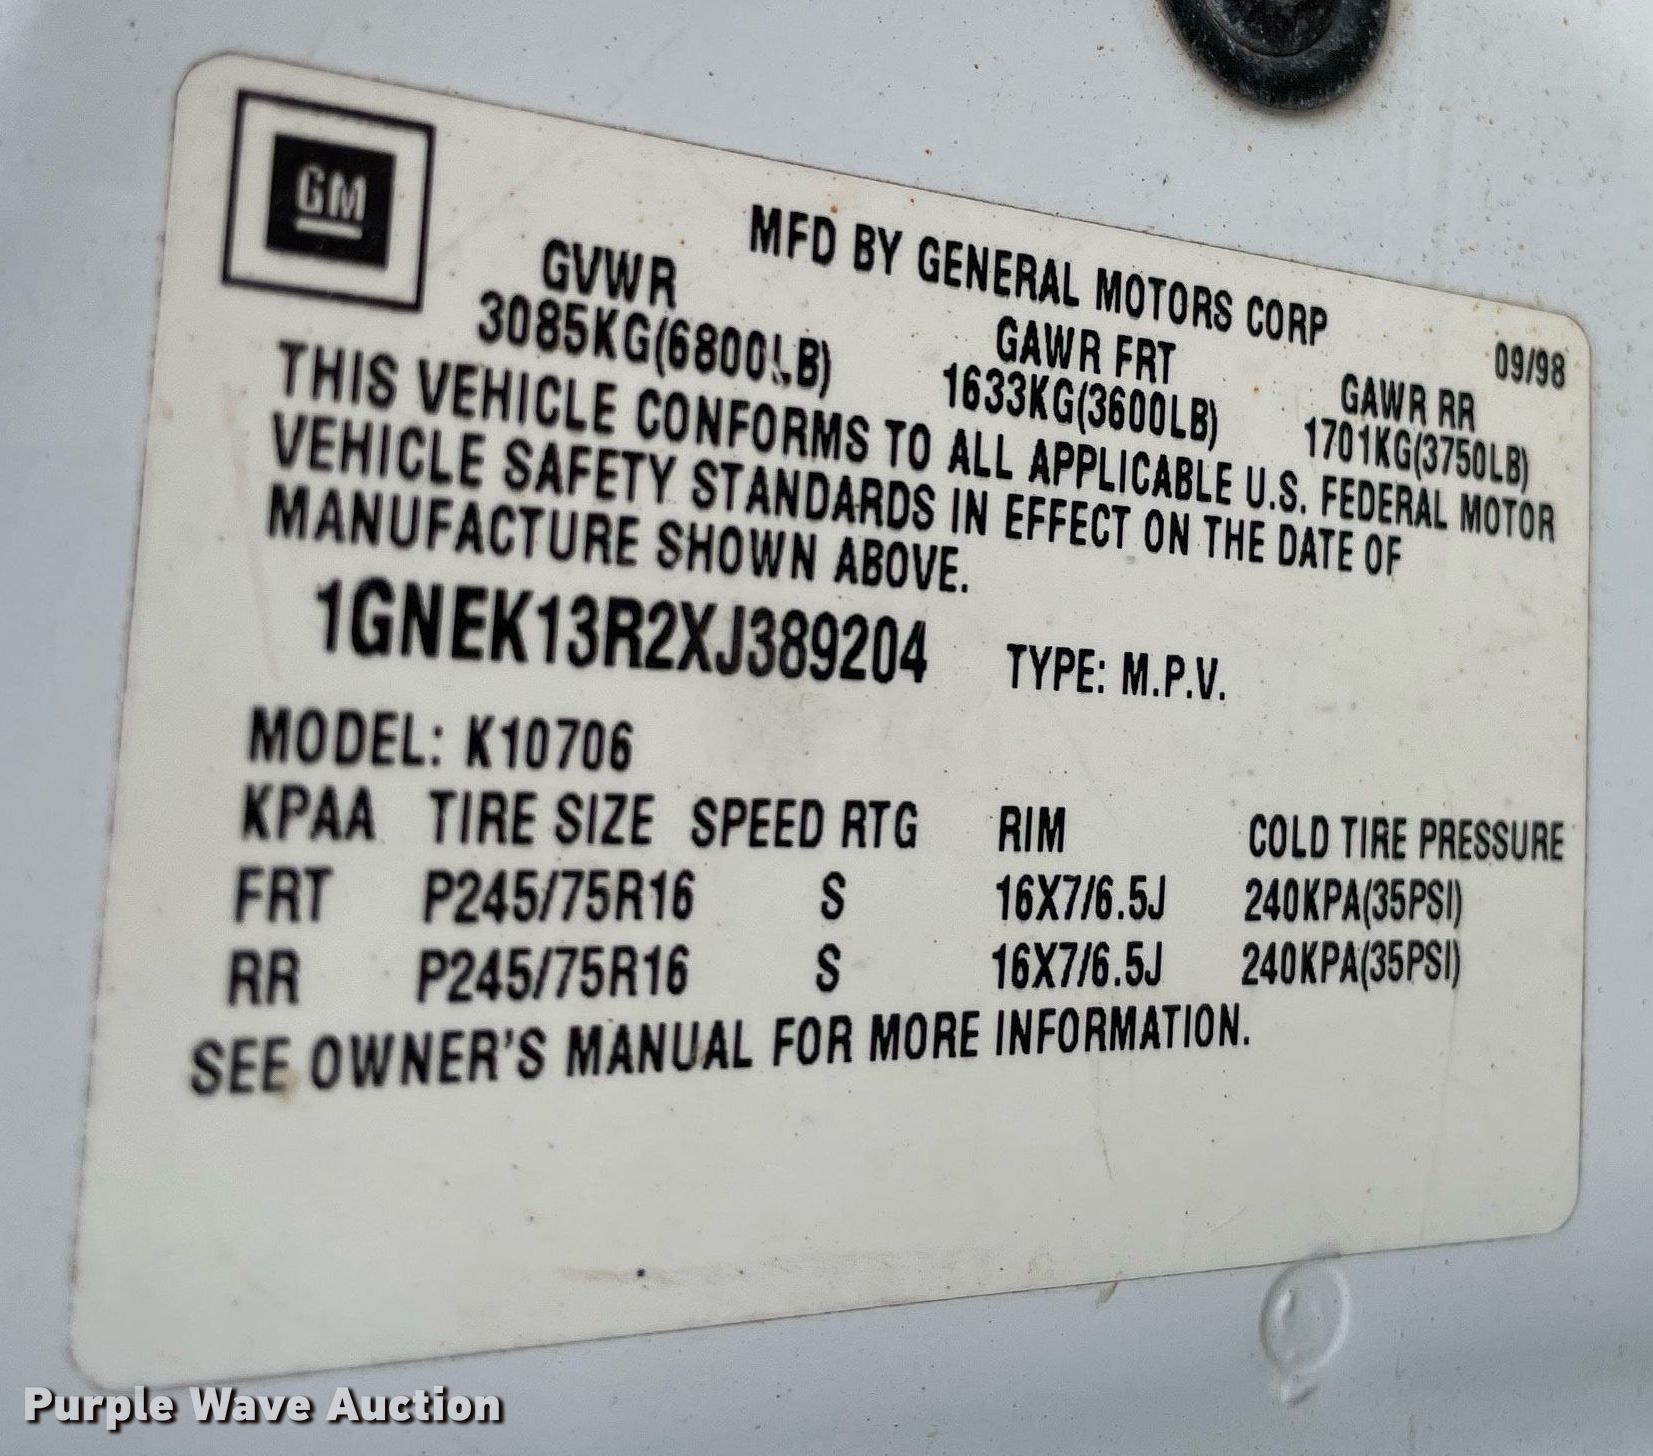 GM
MFD BY GENERAL MOTORS CORP
09/98
GVWR
3085KG(6800LB)
GAWR FRT
1633KG(3600LB)
GAWR RR
1701KG(3750LB)
THIS VEHICLE CONFORMS TO ALL APPLICABLE U.S. FEDERAL MOTOR
VEHICLE SAFETY STANDARDS IN EFFECT ON THE DATE OF
MANUFACTURE SHOWN ABOVE.
1GNEK13R2XJ389204 TYPE: M.P.V.
MODEL: K10706
KPAA TIRE SIZE SPEED RTG RIM COLD TIRE PRESSURE
FRT P245/75R16 S 16X7/6.5J 240KPA(35PSI)
RR P245/75R16 S 16X7/6.5J 240KPA(35PSI)
SEE OWNER'S MANUAL FOR MORE INFORMATION.
Purple Wave Auction